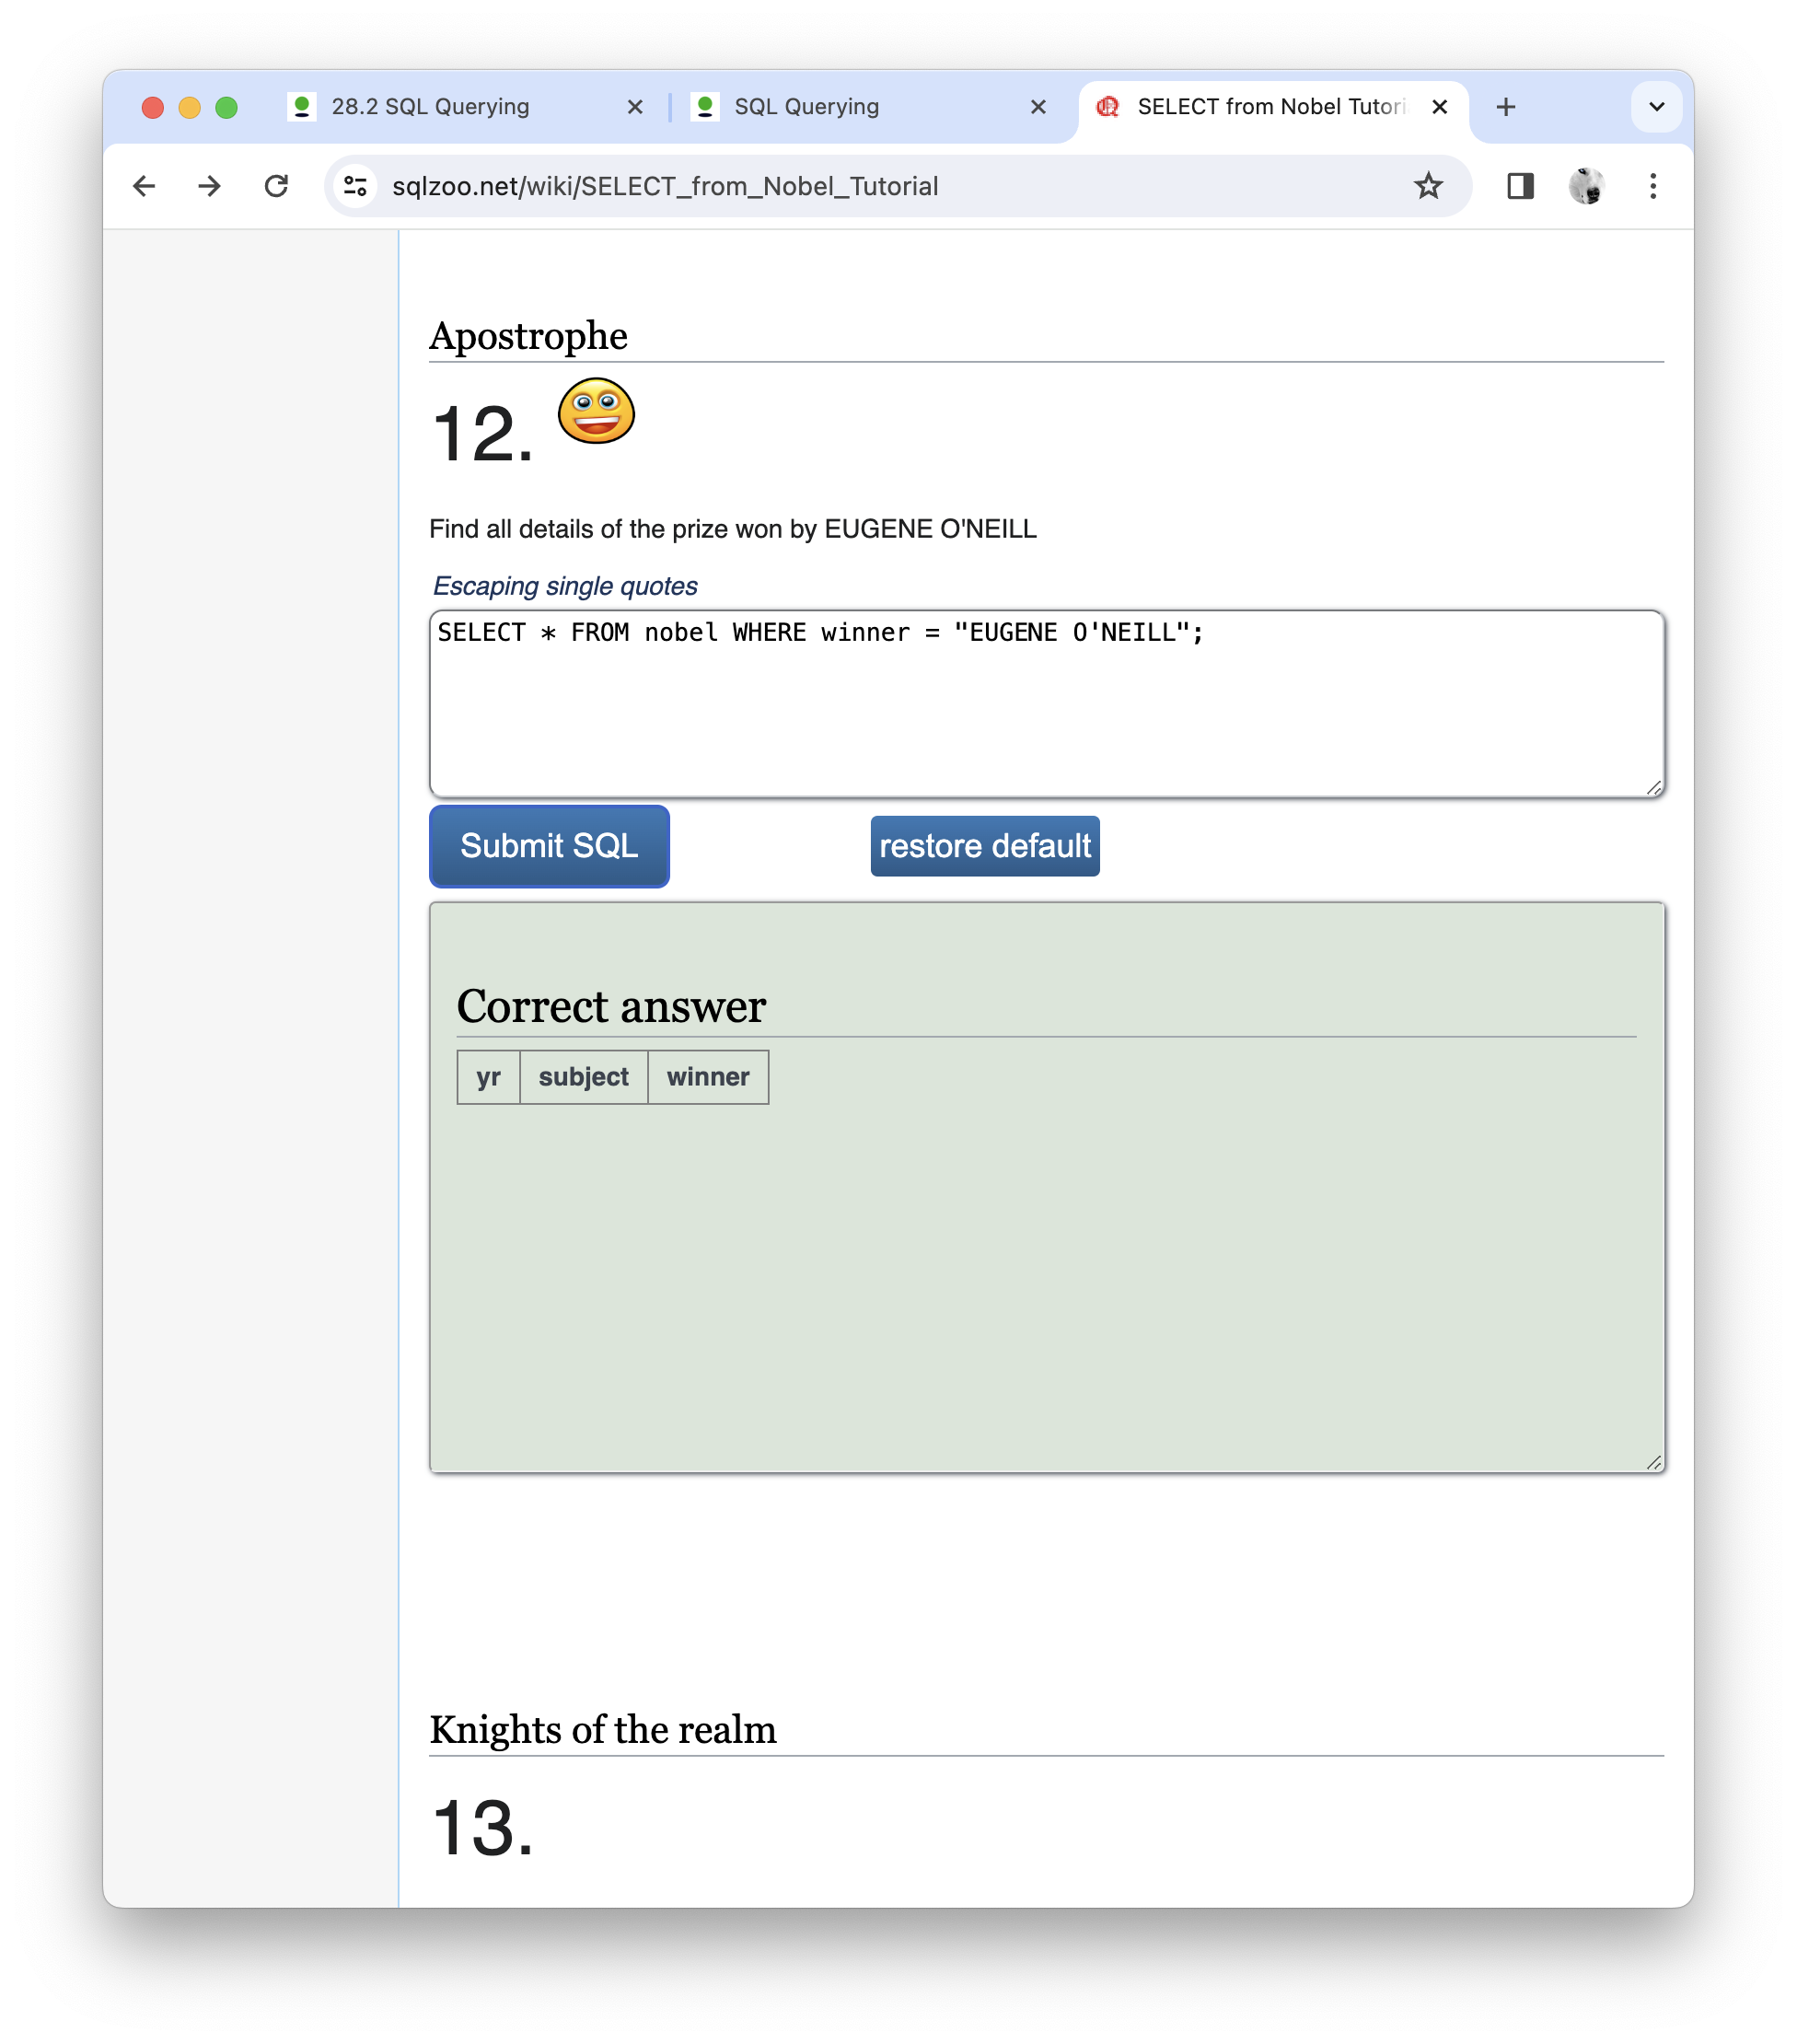 28.2 SQL Querying
SQL Querying
SELECT from Nobel Tutori
sqlzoo.net/wiki/SELECT_from_Nobel_Tutorial
Apostrophe
12.
Find all details of the prize won by EUGENE O'NEILL
Escaping single quotes
SELECT * FROM nobel WHERE winner = "EUGENE O'NEILL";
Submit SQL
restore default
Correct answer
yr subject winner
Knights of the realm
13.